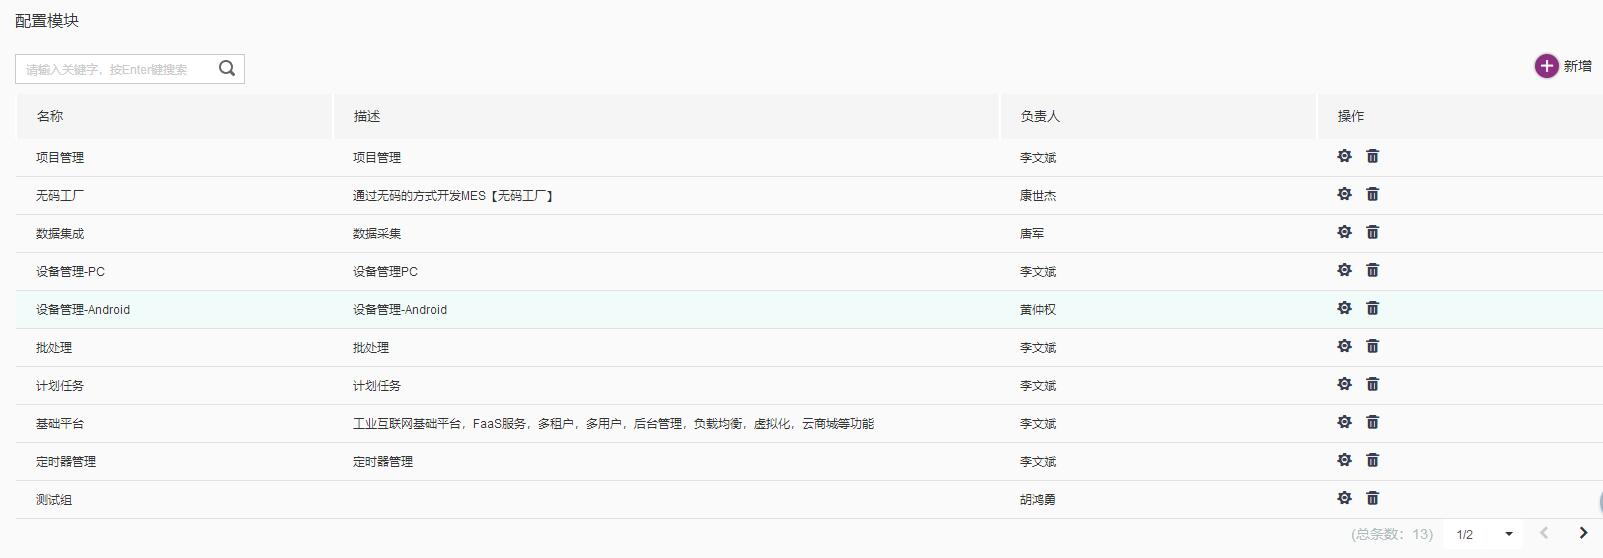 配置模块
请输入关键字，按Enter键搜索
新增
名称 描述 负责人 操作
项目管理 项目管理 李文斌
无码工厂 通过无码的方式开发MES【无码工厂】 康世杰
数据集成 数据采集 唐军
设备管理-PC 设备管理PC 李文斌
设备管理-Android 设备管理-Android 黄仲权
批处理 批处理 李文斌
计划任务 计划任务 李文斌
基础平台 工业互联网基础平台，FaaS服务，多租户，多用户，后台管理，负载均衡，虚拟化，云商城等功能 李文斌
定时器管理 定时器管理 李文斌
测试组 胡鸿勇
(总条数：13) 1/2